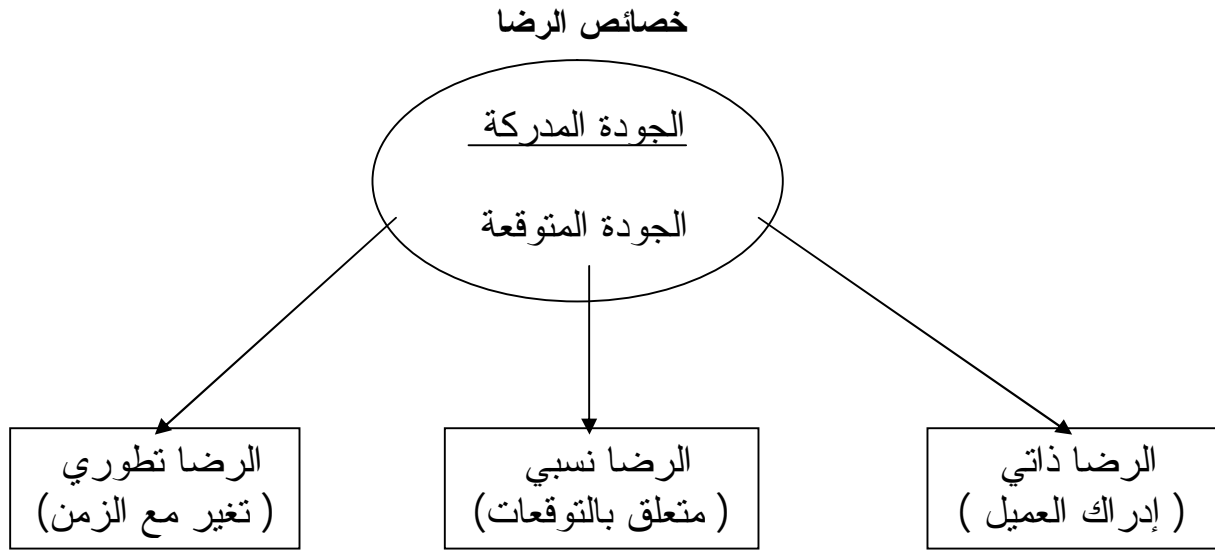 خصائص الرضا
الجودة المدركة
الجودة المتوقعة
الرضا ذاتي
( إدراك العميل )
الرضا نسبي
( متعلق بالتوقعات)
الرضا تطوري
( تغير مع الزمن)